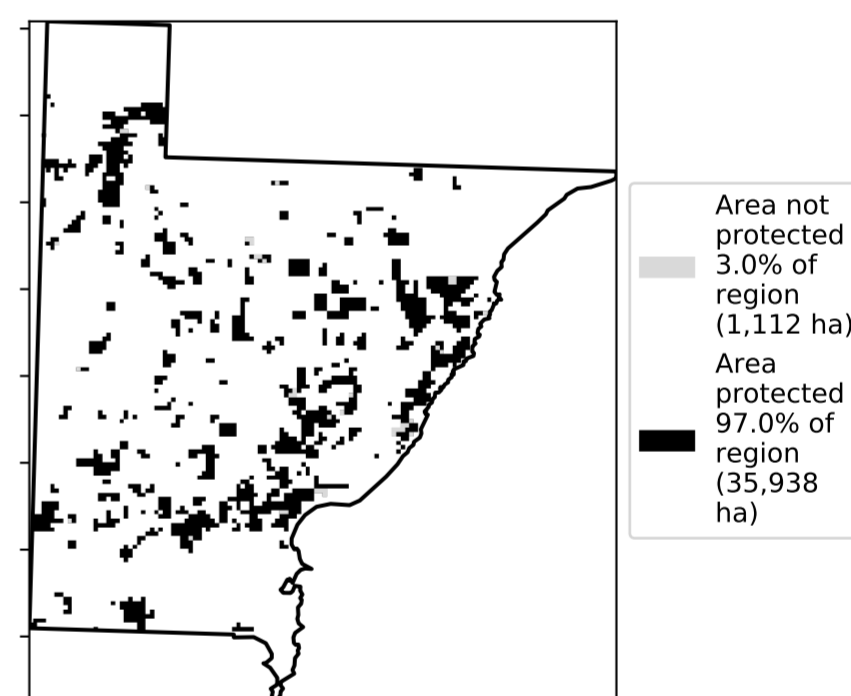 Area not
protected
3.0% of
region
(1,112 ha)
Area
protected
97.0% of
region
(35,938
ha)